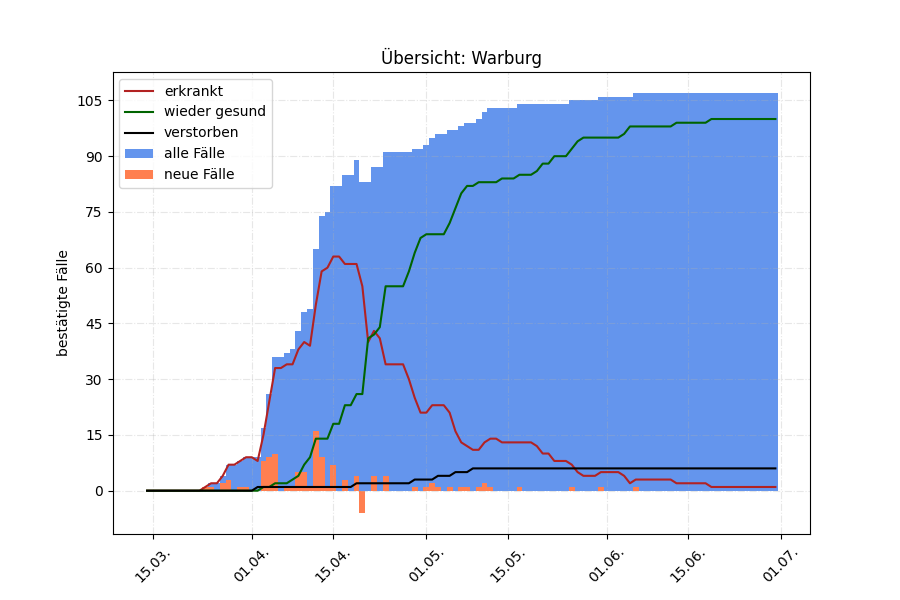 Übersicht: Warburg
erkrankt
wieder gesund
verstorben
alle Fälle
neue Fälle
bestätigte Fälle
105
90
75
60
45
30
15
0
15.03.
01.04.
15.04.
01.05.
15.05.
01.06.
15.06.
01.07.